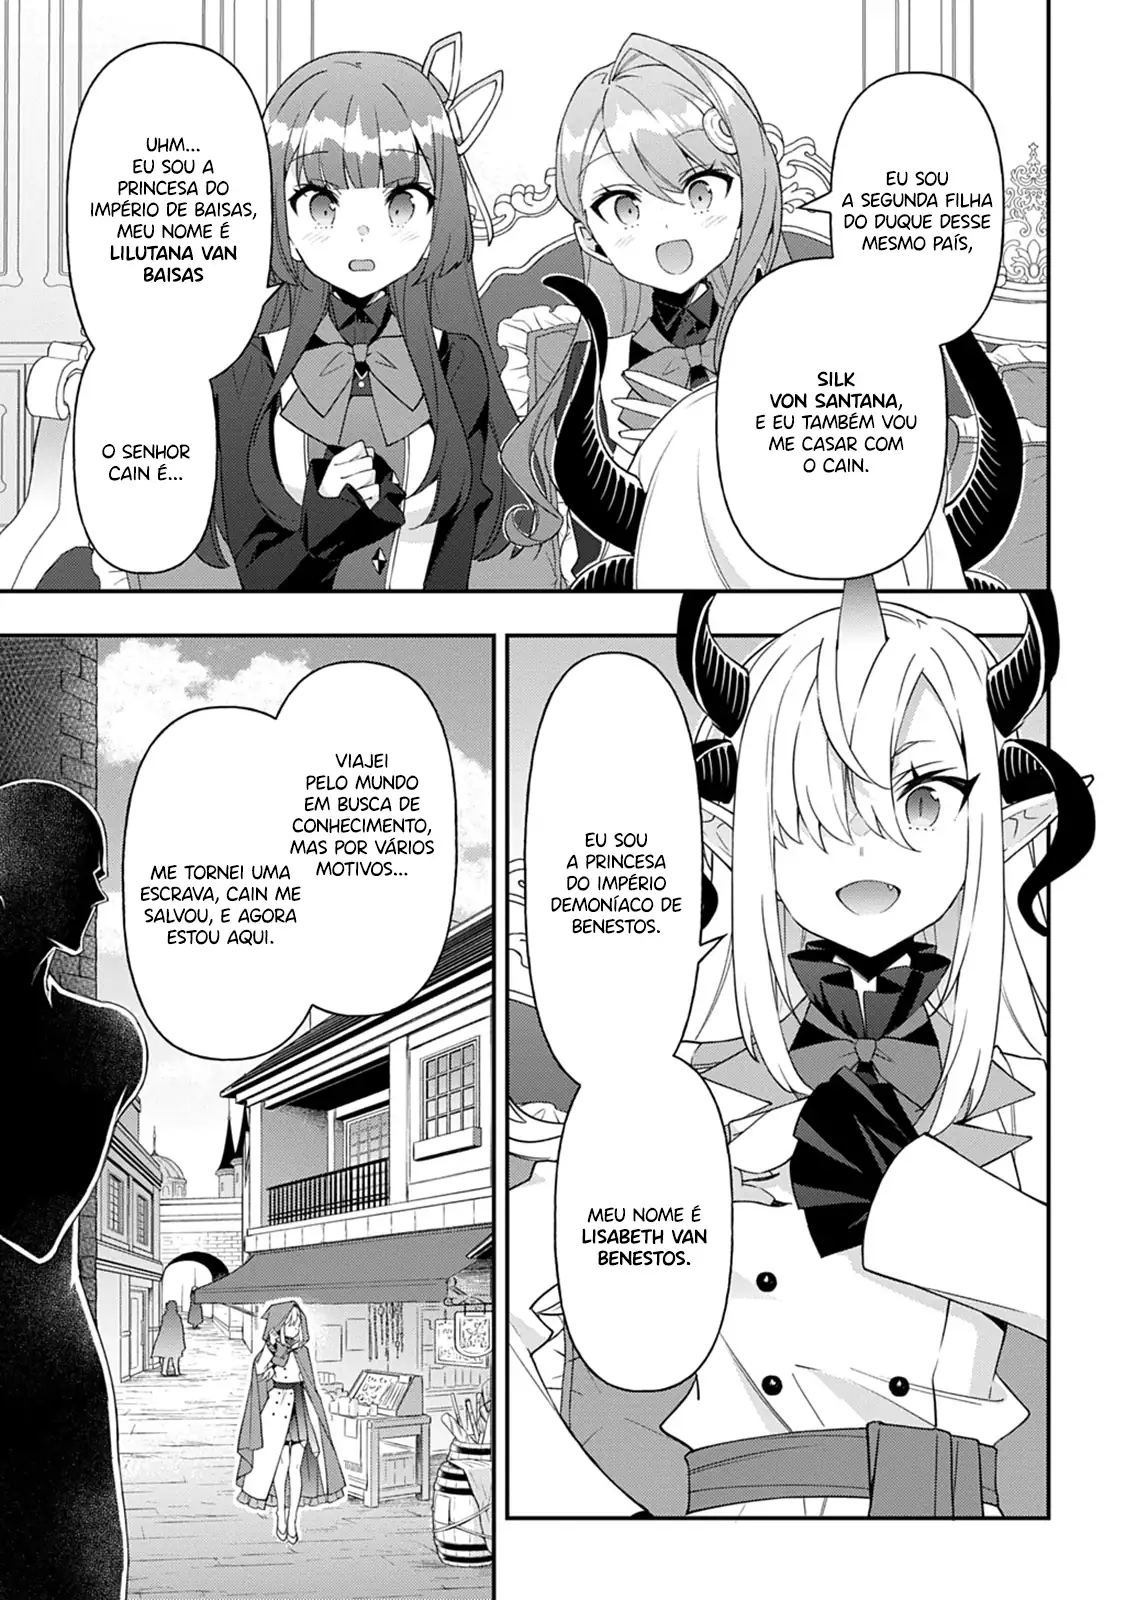 EU SOU
A SEGUNDA FILHA
DO DUQUE DESSE
MESMO PAÍS,
SILK
VON SANTANA,
E EU TAMBÉM VOU
ME CASAR COM
O CAIN.
UHM...
EU SOU A
PRINCESA DO
IMPÉRIO DE BAISAS,
MEU NOME É
LILUTANA VAN
BAISAS
O SENHOR
CAIN É...
EU SOU
A PRINCESA
DO IMPÉRIO
DEMONÍACO DE
BENESTOS.
MEU NOME É
LISABETH VAN
BENESTOS.
VIAJEI
PELO MUNDO
EM BUSCA DE
CONHECIMENTO,
MAS POR VÁRIOS
MOTIVOS...
ME TORNEI UMA
ESCRAVA, CAIN ME
SALVOU, E AGORA
ESTOU AQUI.